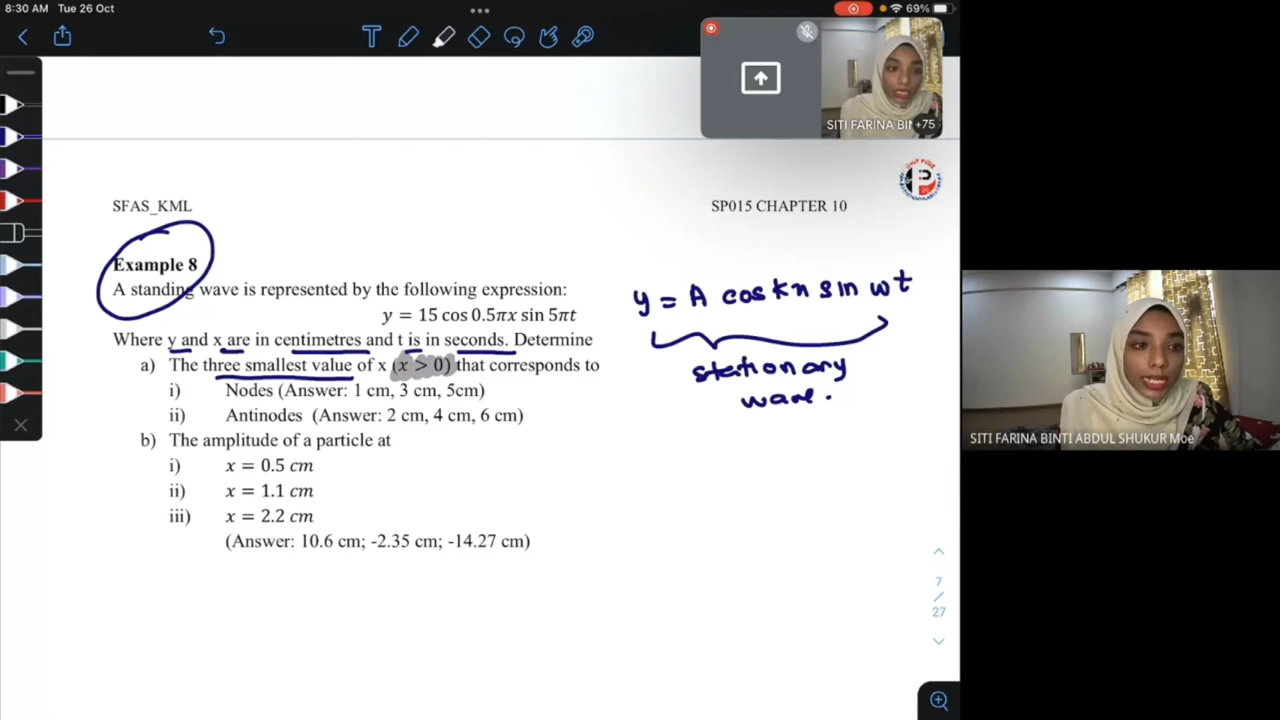 8:30 AM Tue 26 Oct
69%
SITI FARINA BIN +75
SFAS_KML
SP015 CHAPTER 10
Example 8
A standing wave is represented by the following expression:
y = 15 cos 0.5πx sin 5πt
Where y and x are in centimetres and t is in seconds. Determine
a) The three smallest value of x (x > 0) that corresponds to
i) Nodes (Answer: 1 cm, 3 cm, 5cm)
ii) Antinodes (Answer: 2 cm, 4 cm, 6 cm)
b) The amplitude of a particle at
i) x = 0.5 cm
ii) x = 1.1 cm
iii) x = 2.2 cm
(Answer: 10.6 cm; -2.35 cm; -14.27 cm)
y = A cos kx sin wt
stationary
wave.
7
/
27
SITI FARINA BINTI ABDUL SHUKUR Moe